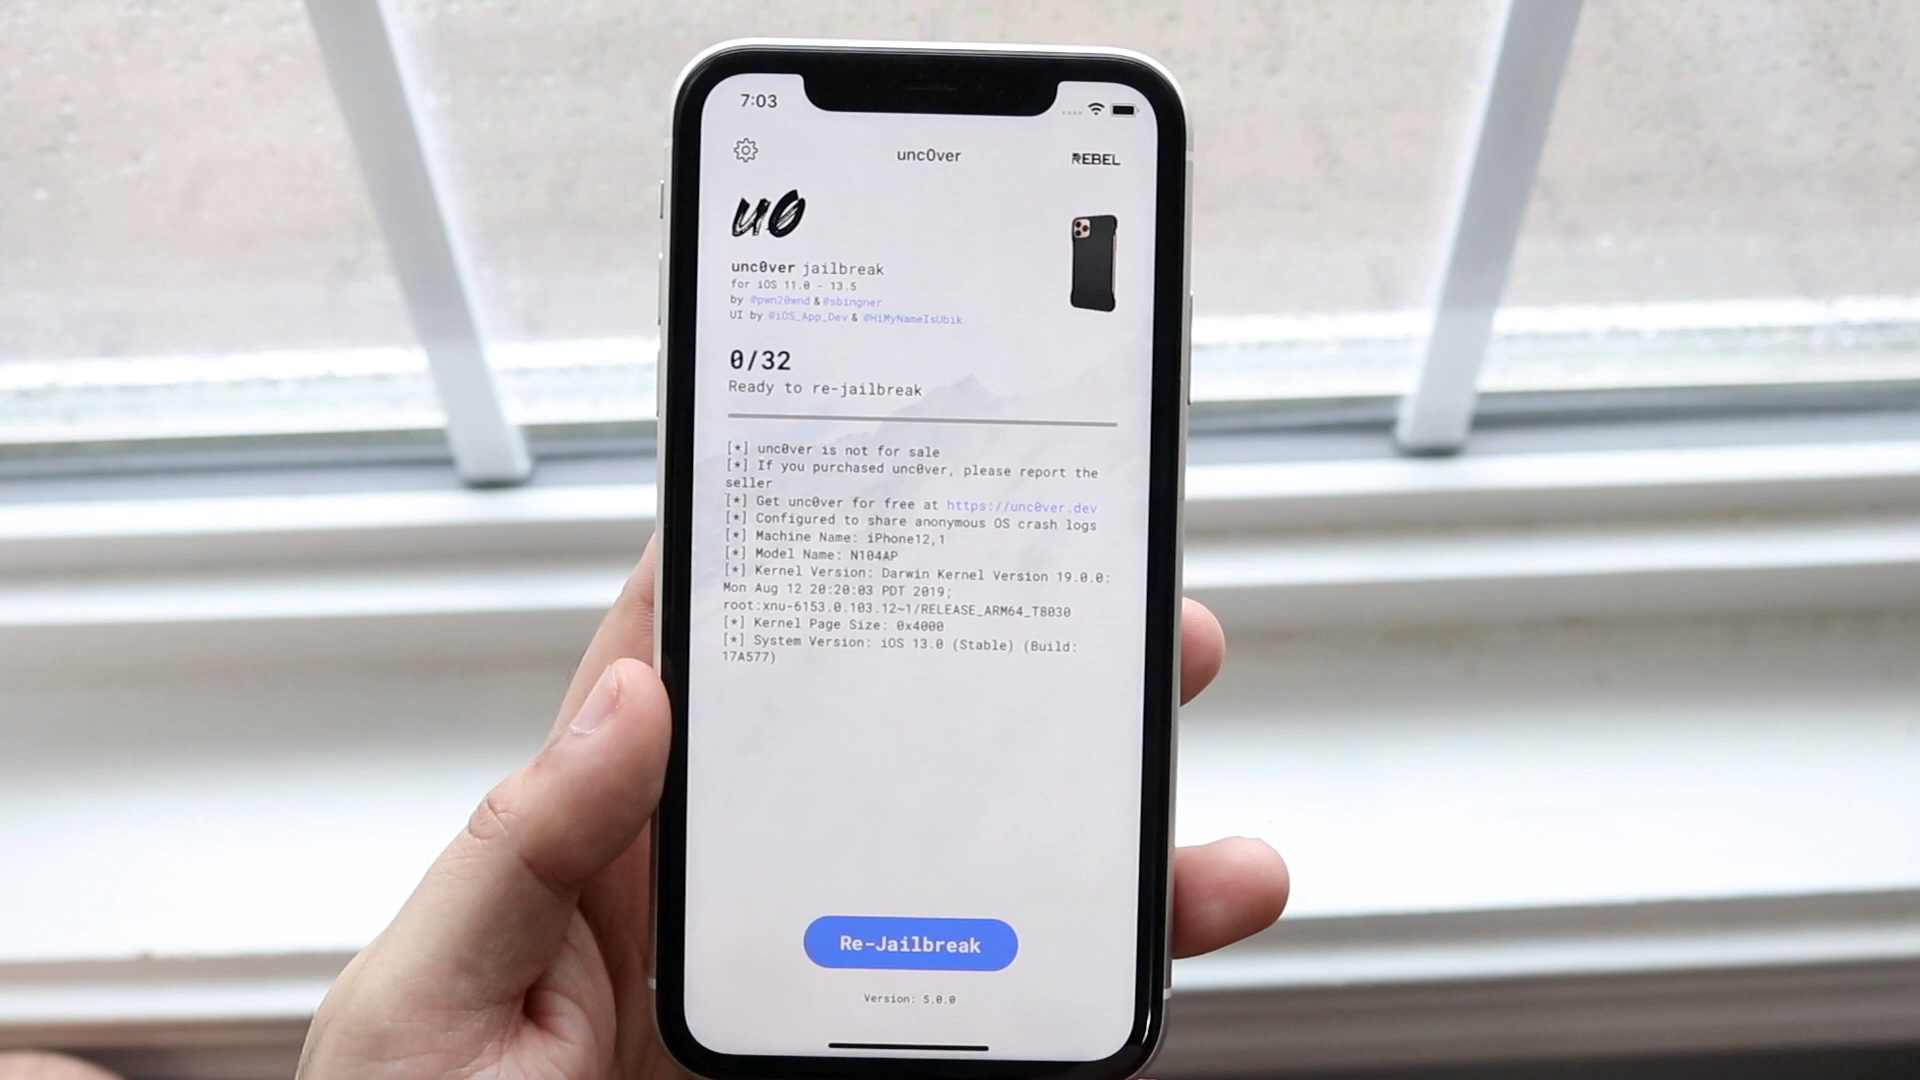 7:03
unc0ver
REBEL
u0
unc0ver jailbreak
for iOS 11.0 - 13.5
by @pwn20wnd & @sbingner
UI by @iOS_App_Dev & @HiMyNameIsUbik
0/32
Ready to re-jailbreak
[*] unc0ver is not for sale
[*] If you purchased unc0ver, please report the
seller
[*] Get unc0ver for free at https://unc0ver.dev
[*] Configured to share anonymous OS crash logs
[*] Machine Name: iPhone12,1
[*] Model Name: N104AP
[*] Kernel Version: Darwin Kernel Version 19.0.0:
Mon Aug 12 20:20:03 PDT 2019;
root:xnu-6153.0.103.12~1/RELEASE_ARM64_T8030
[*] Kernel Page Size: 0x4000
[*] System Version: iOS 13.0 (Stable) (Build:
17A577)
Re-Jailbreak
Version: 5.0.0